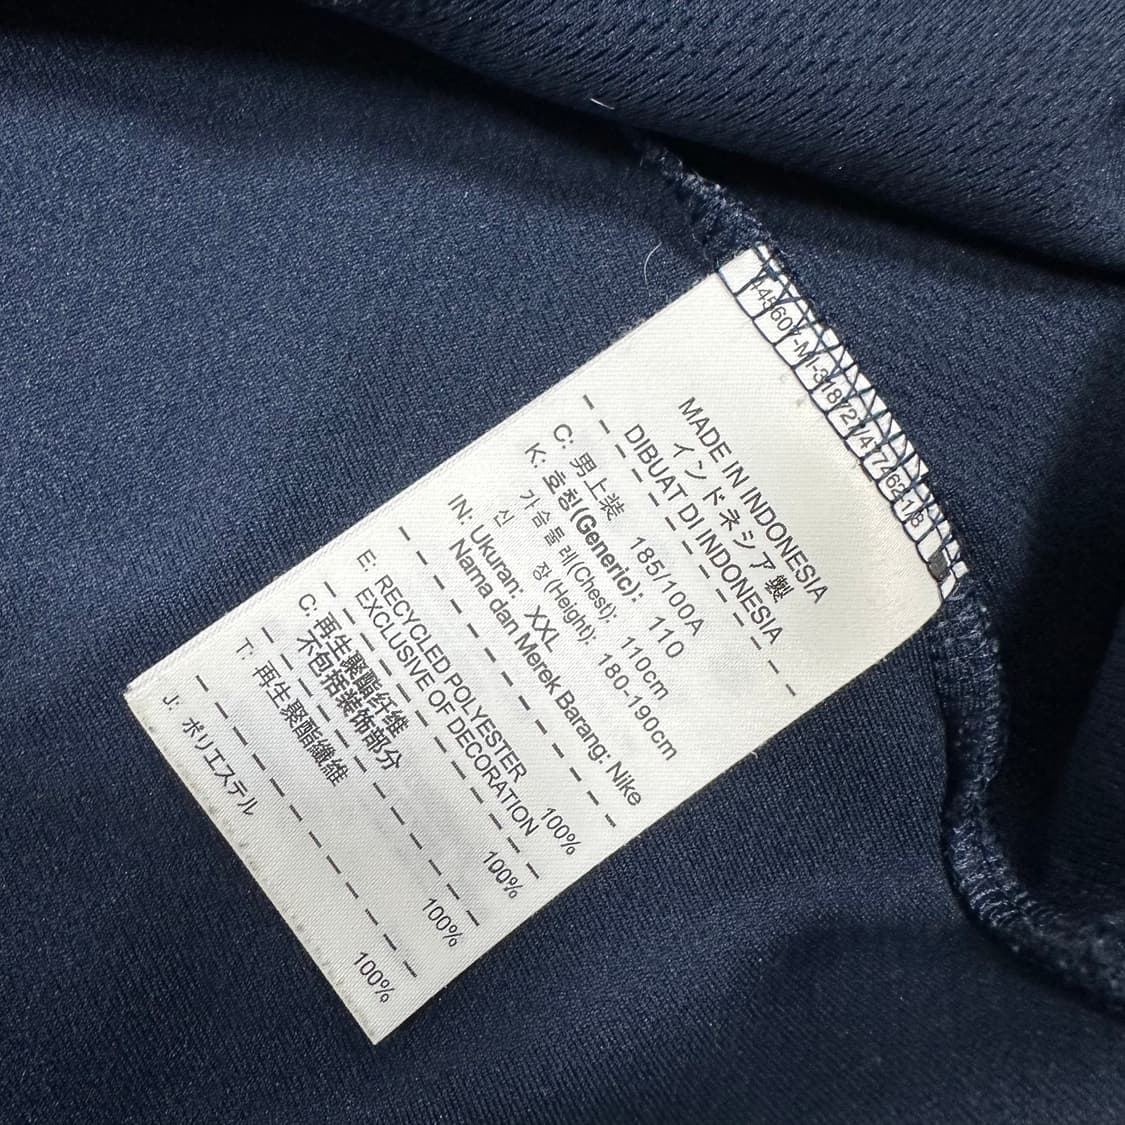 MADE IN INDONESIA
インドネシア製
DIBUAT DI INDONESIA
C: 男上装 185/100A
K: 호칭(Generic): 110
가슴둘레(Chest): 110cm
신 장(Height): 180-190cm
IN: Ukuran: XXL
Nama dan Merek Barang: Nike
E: RECYCLED POLYESTER 100%
EXCLUSIVE OF DECORATION
C: 再生聚酯纤维 100%
不包括装饰部分
T: 再生聚酯纖維 100%
J: ポリエステル 100%